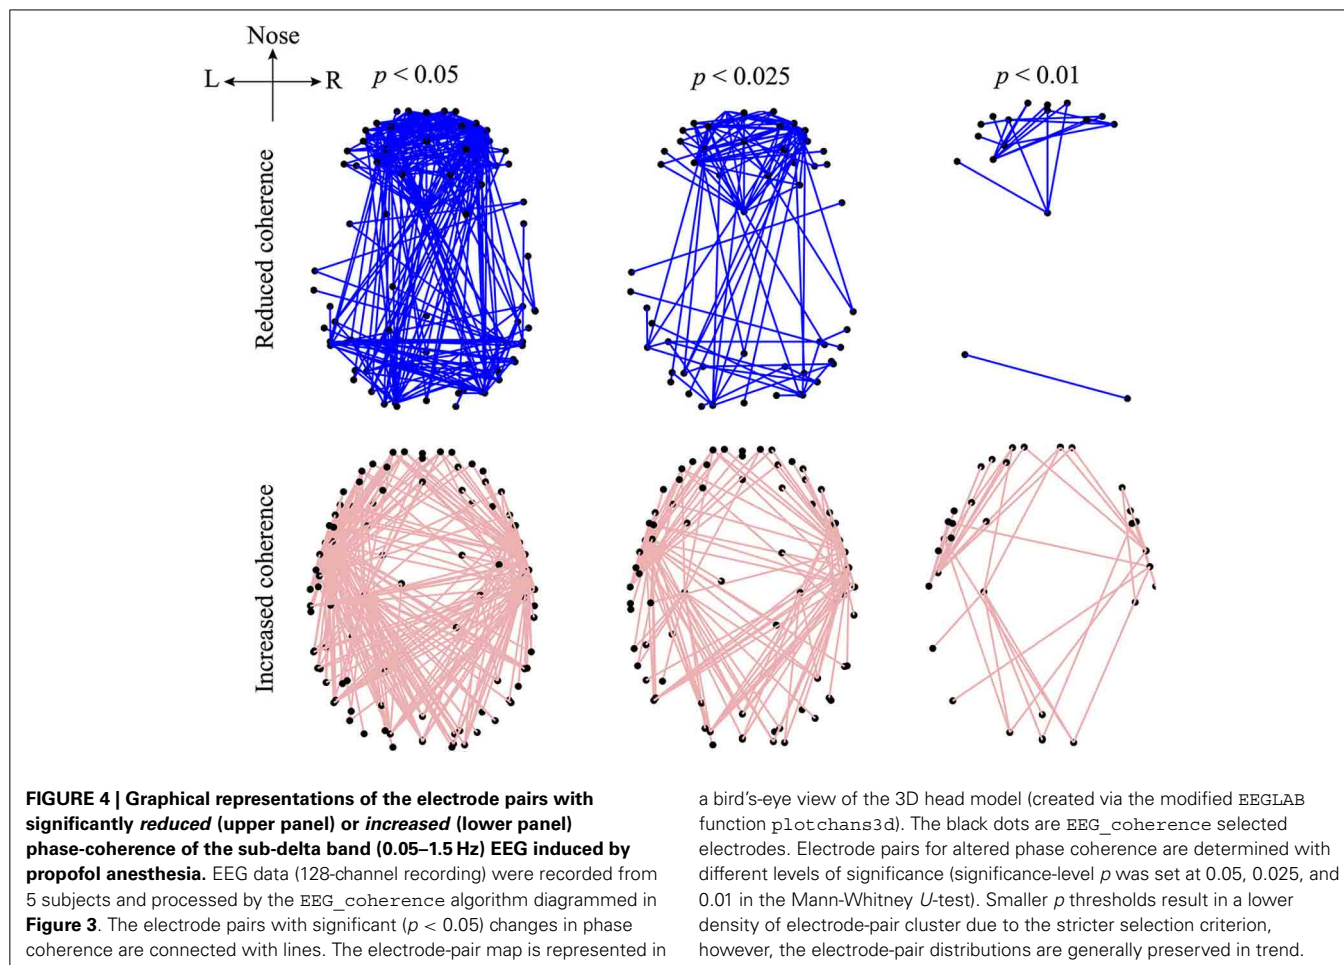 Nose
L R
p < 0.05
p < 0.025
p < 0.01
Reduced coherence
Increased coherence
FIGURE 4 | Graphical representations of the electrode pairs with
significantly reduced (upper panel) or increased (lower panel)
phase-coherence of the sub-delta band (0.05–1.5 Hz) EEG induced by
propofol anesthesia. EEG data (128-channel recording) were recorded from
5 subjects and processed by the EEG_coherence algorithm diagrammed in
Figure 3. The electrode pairs with significant (p < 0.05) changes in phase
coherence are connected with lines. The electrode-pair map is represented in
a bird's-eye view of the 3D head model (created via the modified EEGLAB
function plotchans3d). The black dots are EEG_coherence selected
electrodes. Electrode pairs for altered phase coherence are determined with
different levels of significance (significance-level p was set at 0.05, 0.025, and
0.01 in the Mann-Whitney U-test). Smaller p thresholds result in a lower
density of electrode-pair cluster due to the stricter selection criterion,
however, the electrode-pair distributions are generally preserved in trend.